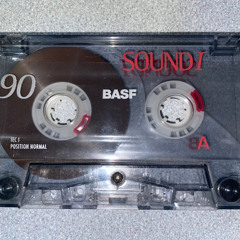 SOUND I
90
BASF
A
IEC I
POSITION NORMAL